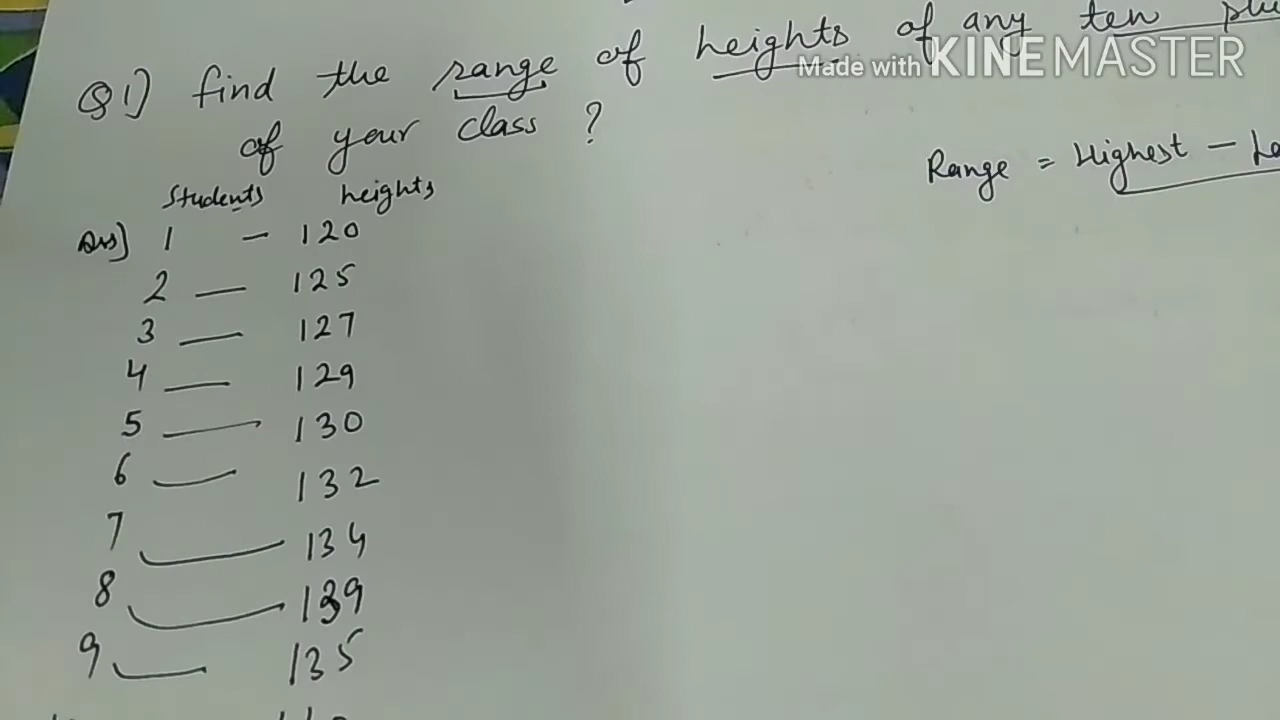 Q1) find the range of heights of any ten
of your class ?
Made with KINEMASTER
Range = Highest -
Students heights
Ans] 1 - 120
2 — 125
3 — 127
4 — 129
5 — 130
6 — 132
7 — 134
8 — 139
9 — 135